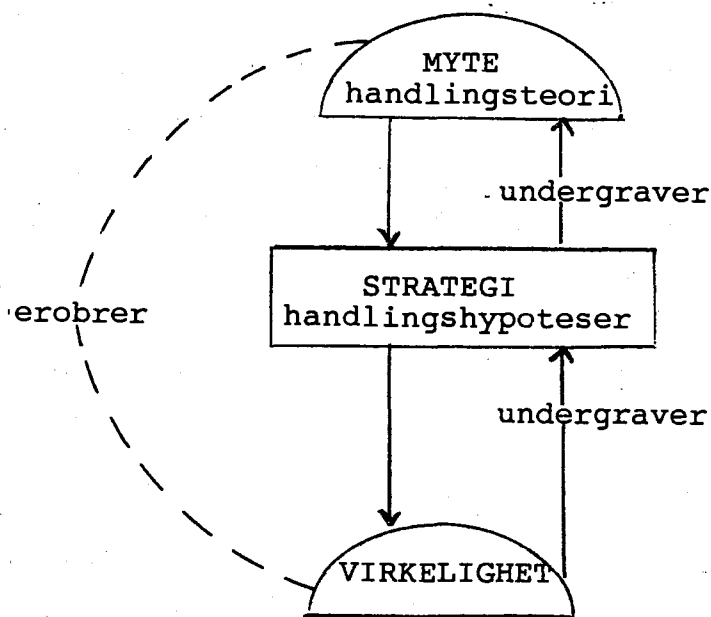 MYTE
handlingsteori
undergraver
STRATEGI
handlingshypoteser
erobrer
undergraver
VIRKELIGHET